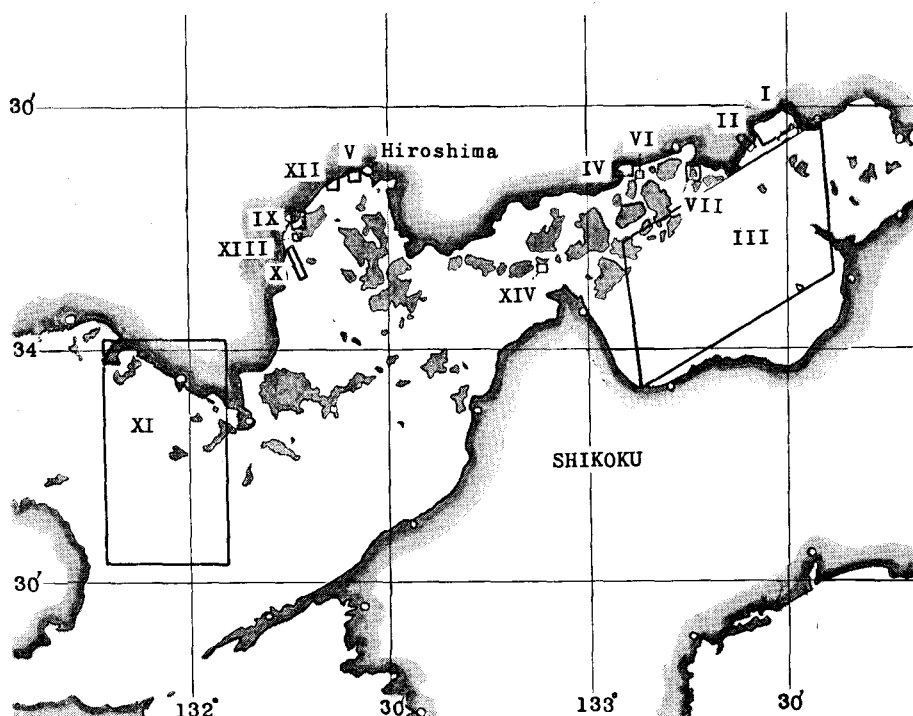 30′
I
II
VI
V
Hiroshima
XII
IV
IX
VII
XIII
III
X
XIV
34
XI
SHIKOKU
30′
132°
30′
133°
30′